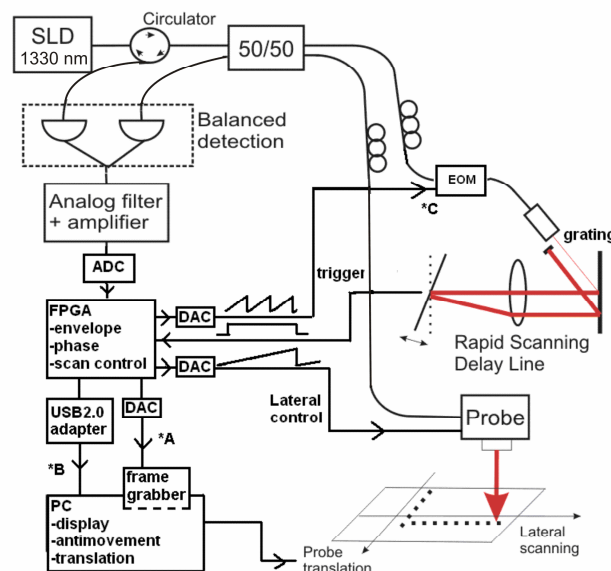 Circulator
SLD
1330 nm
50/50
Balanced
detection
EOM
*C
Analog filter
+ amplifier
grating
ADC
trigger
FPGA
-envelope
-phase
-scan control
DAC
DAC
Rapid Scanning
Delay Line
USB2.0
adapter
DAC
Lateral
control
Probe
*A
*B
frame
grabber
PC
-display
-antimovement
-translation
Probe
translation
Lateral
scanning